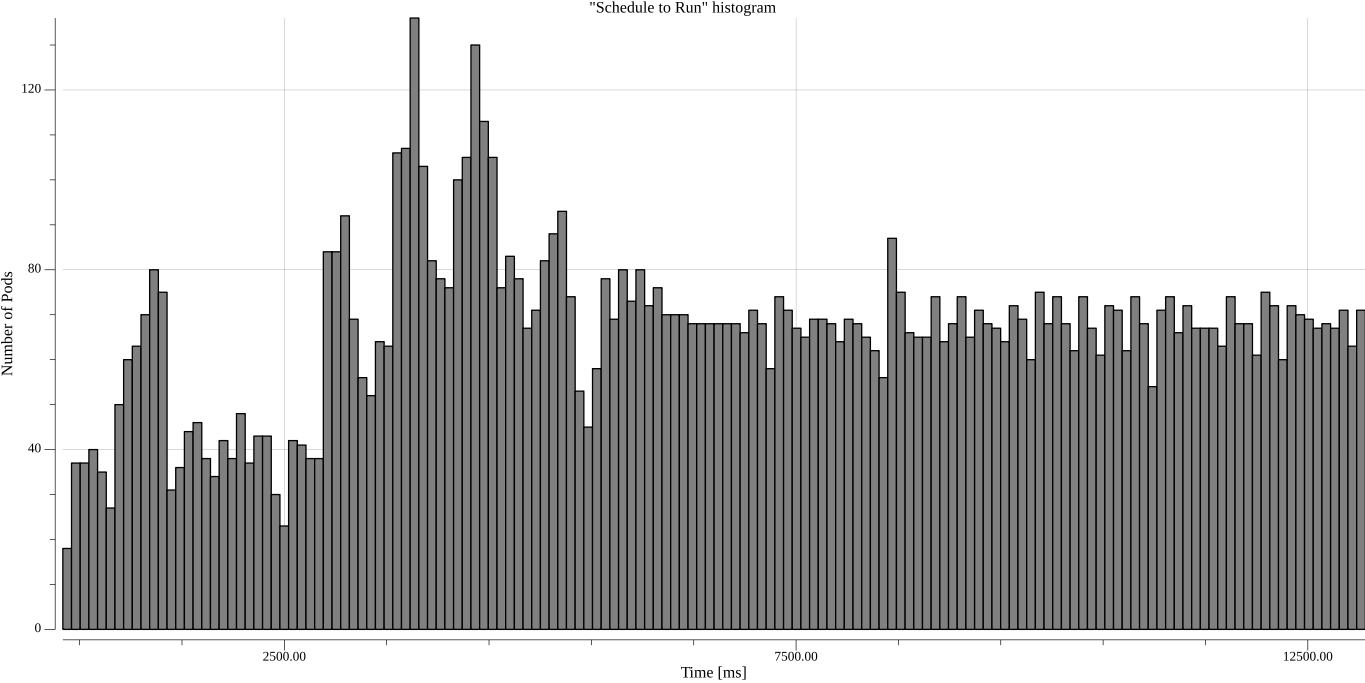 "Schedule to Run" histogram
120
80
40
0
Number of Pods
2500.00
7500.00
12500.00
Time [ms]